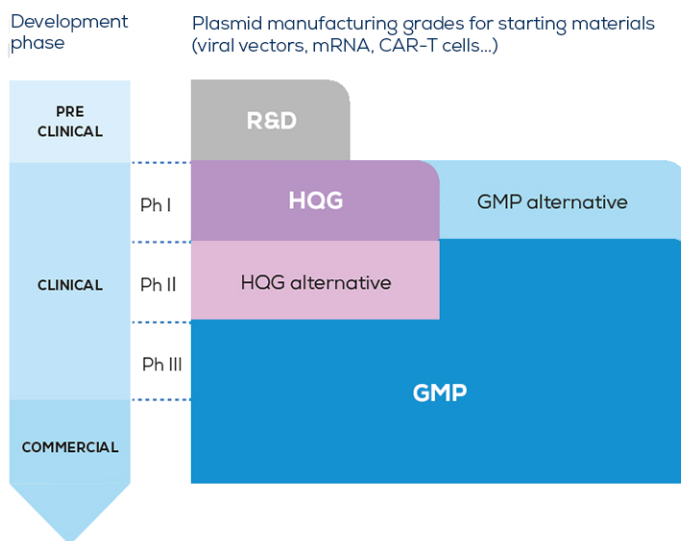 Development
phase
Plasmid manufacturing grades for starting materials
(viral vectors, mRNA, CAR-T cells...)
PRE
CLINICAL
R&D
Ph I
HQG
GMP alternative
CLINICAL
Ph II
HQG alternative
Ph III
GMP
COMMERCIAL